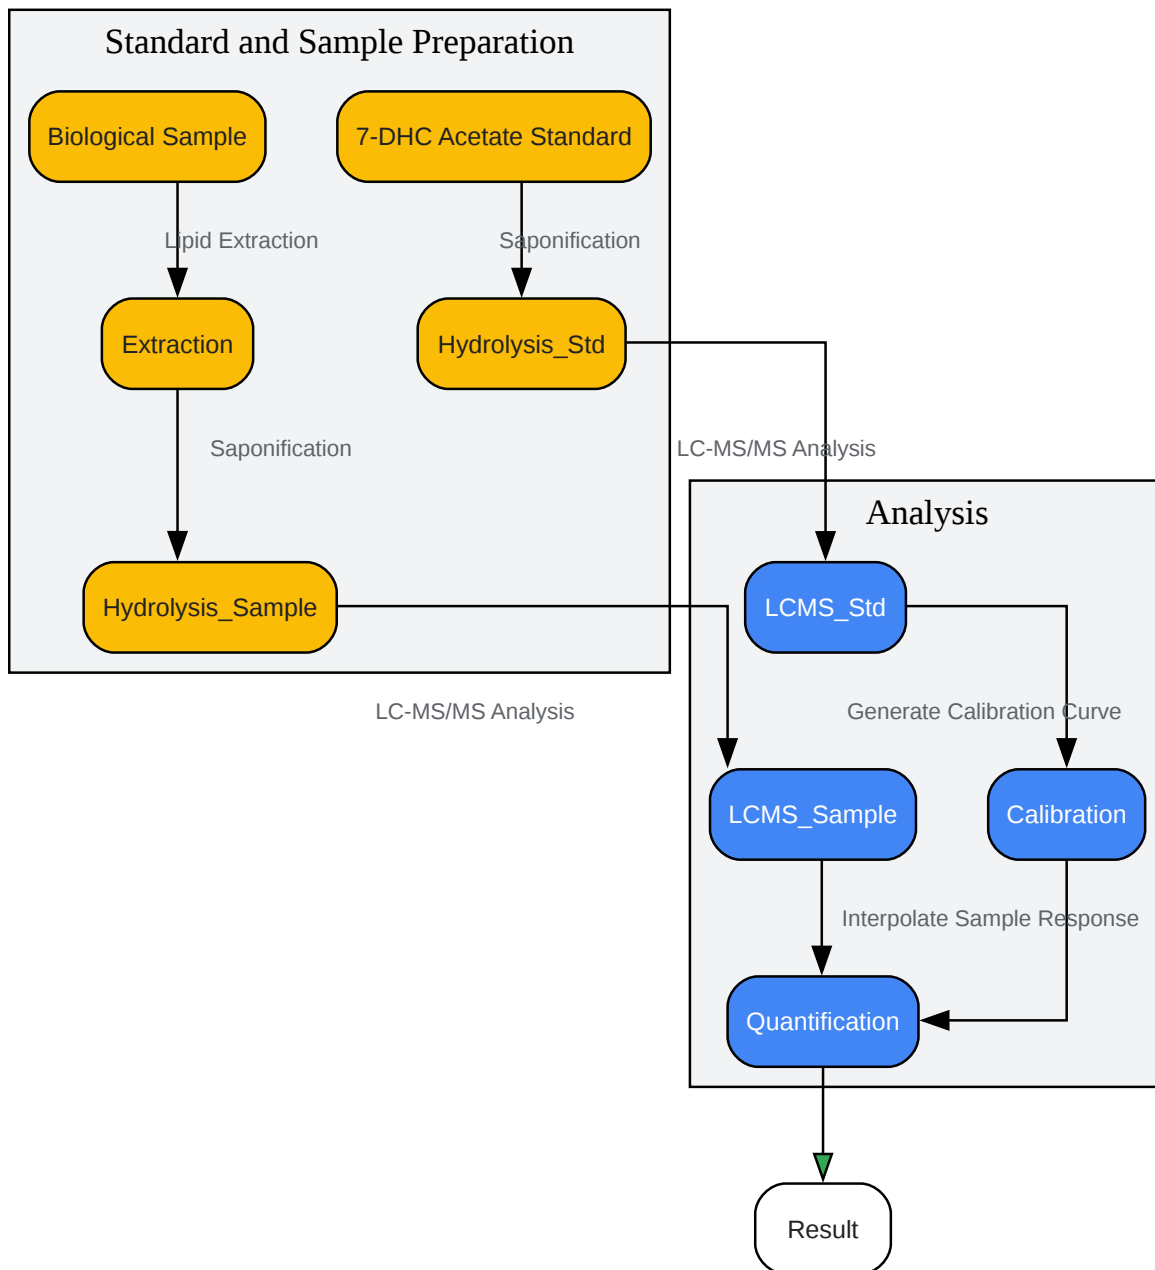 Standard and Sample Preparation
Biological Sample
7-DHC Acetate Standard
Lipid Extraction
Saponification
Extraction
Hydrolysis_Std
Saponification
LC-MS/MS Analysis
Analysis
Hydrolysis_Sample
LCMS_Std
LC-MS/MS Analysis
Generate Calibration Curve
LCMS_Sample
Calibration
Interpolate Sample Response
Quantification
Result